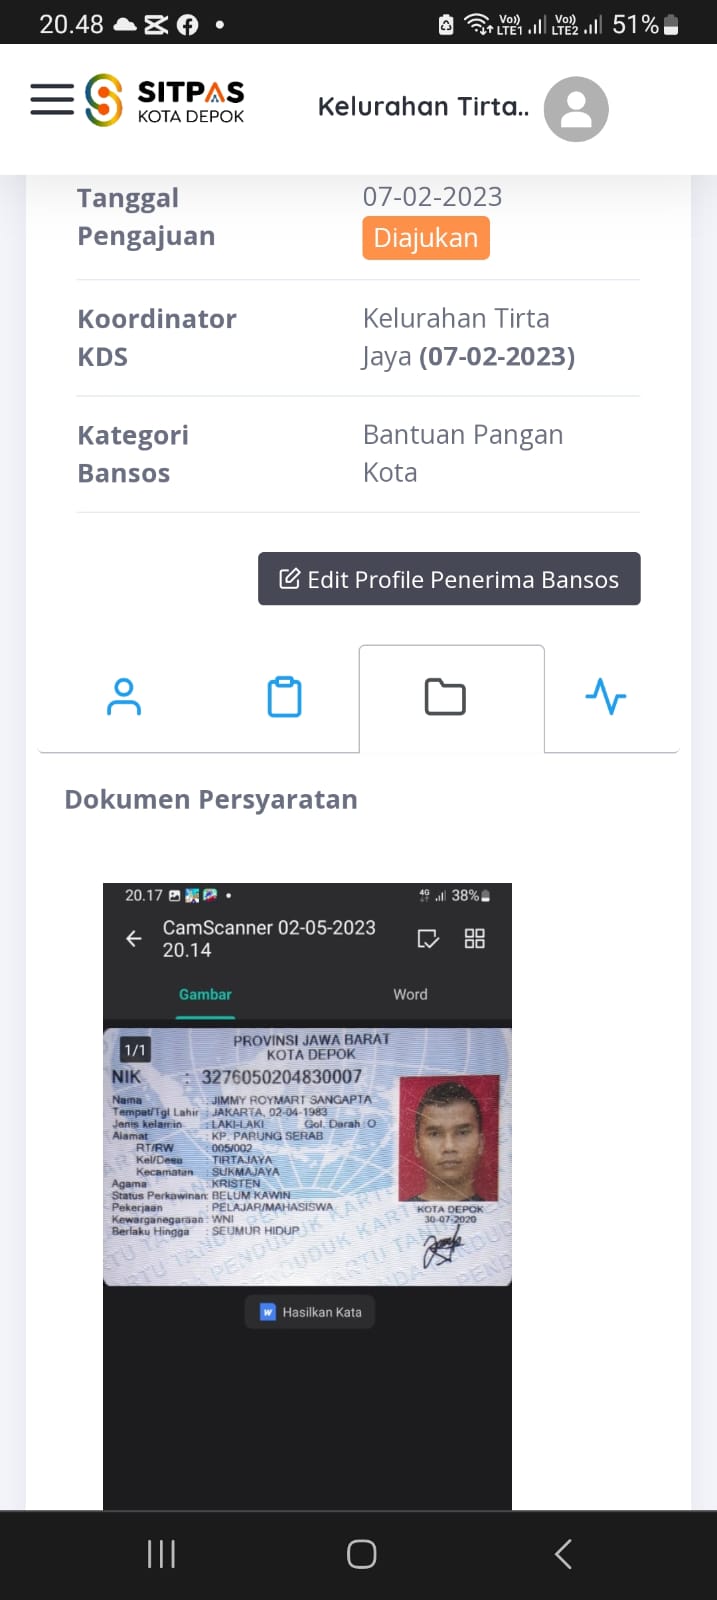 20.48
Vo)) LTE1 Vo)) LTE2 51%
SITPAS
KOTA DEPOK
Kelurahan Tirta..
Tanggal Pengajuan
07-02-2023
Diajukan
Koordinator KDS
Kelurahan Tirta
Jaya (07-02-2023)
Kategori Bansos
Bantuan Pangan
Kota
Edit Profile Penerima Bansos
Dokumen Persyaratan
20.17
4G 38%
CamScanner 02-05-2023
20.14
Gambar Word
1/1
PROVINSI JAWA BARAT
KOTA DEPOK
NIK : 3276050204830007
Nama : JIMMY ROYMART SANGAPTA
Tempat/Tgl Lahir : JAKARTA, 02-04-1983
Jenis kelamin : LAKI-LAKI Gol. Darah : O
Alamat : KP. PARUNG SERAB
RT/RW : 005/002
Kel/Desa : TIRTAJAYA
Kecamatan : SUKMAJAYA
Agama : KRISTEN
Status Perkawinan: BELUM KAWIN
Pekerjaan : PELAJAR/MAHASISWA
Kewarganegaraan : WNI
Berlaku Hingga : SEUMUR HIDUP
KOTA DEPOK
30-07-2020
Hasilkan Kata